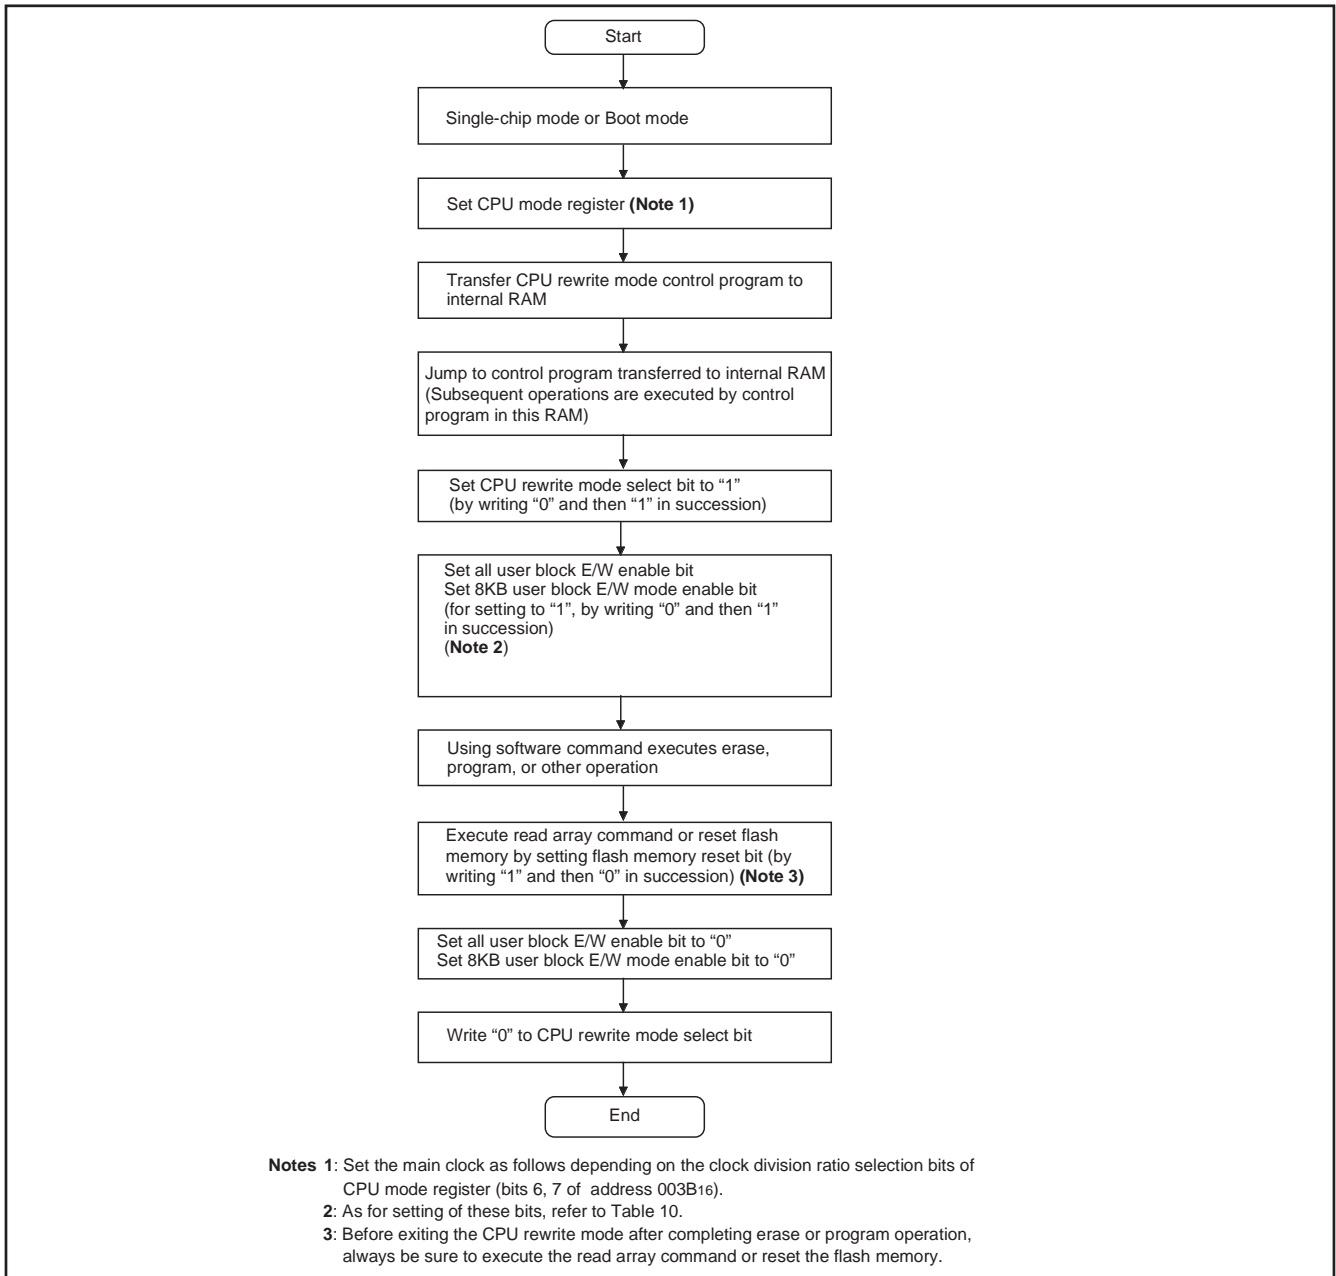 Start
Single-chip mode or Boot mode
Set CPU mode register (Note 1)
Transfer CPU rewrite mode control program to
internal RAM
Jump to control program transferred to internal RAM
(Subsequent operations are executed by control
program in this RAM)
Set CPU rewrite mode select bit to “1”
(by writing “0” and then “1” in succession)
Set all user block E/W enable bit
Set 8KB user block E/W mode enable bit
(for setting to “1”, by writing “0” and then “1”
in succession)
(Note 2)
Using software command executes erase,
program, or other operation
Execute read array command or reset flash
memory by setting flash memory reset bit (by
writing “1” and then “0” in succession) (Note 3)
Set all user block E/W enable bit to “0”
Set 8KB user block E/W mode enable bit to “0”
Write “0” to CPU rewrite mode select bit
End
Notes 1: Set the main clock as follows depending on the clock division ratio selection bits of
CPU mode register (bits 6, 7 of address 003B16).
2: As for setting of these bits, refer to Table 10.
3: Before exiting the CPU rewrite mode after completing erase or program operation,
always be sure to execute the read array command or reset the flash memory.